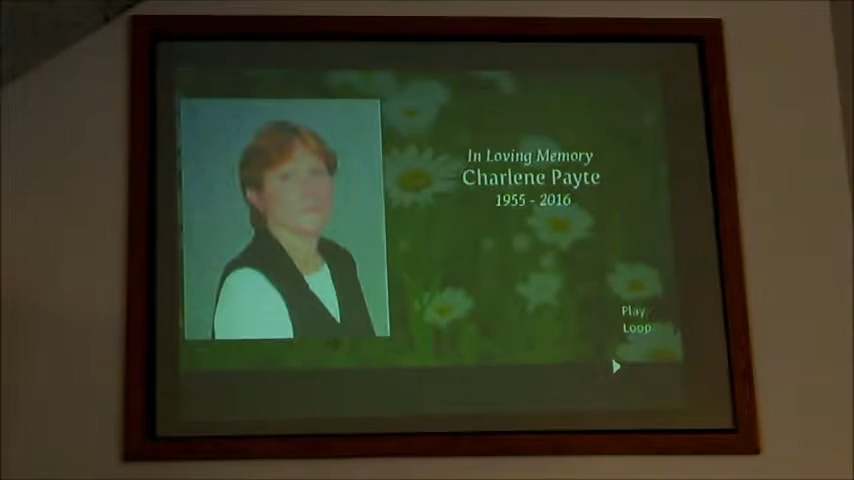 In Loving Memory
Charlene Payte
1955 - 2016
Play
Loop